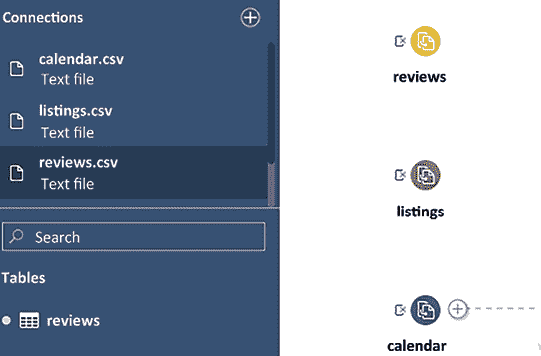 Connections
calendar.csv
Text file
listings.csv
Text file
reviews.csv
Text file
Search
Tables
reviews
reviews
listings
calendar